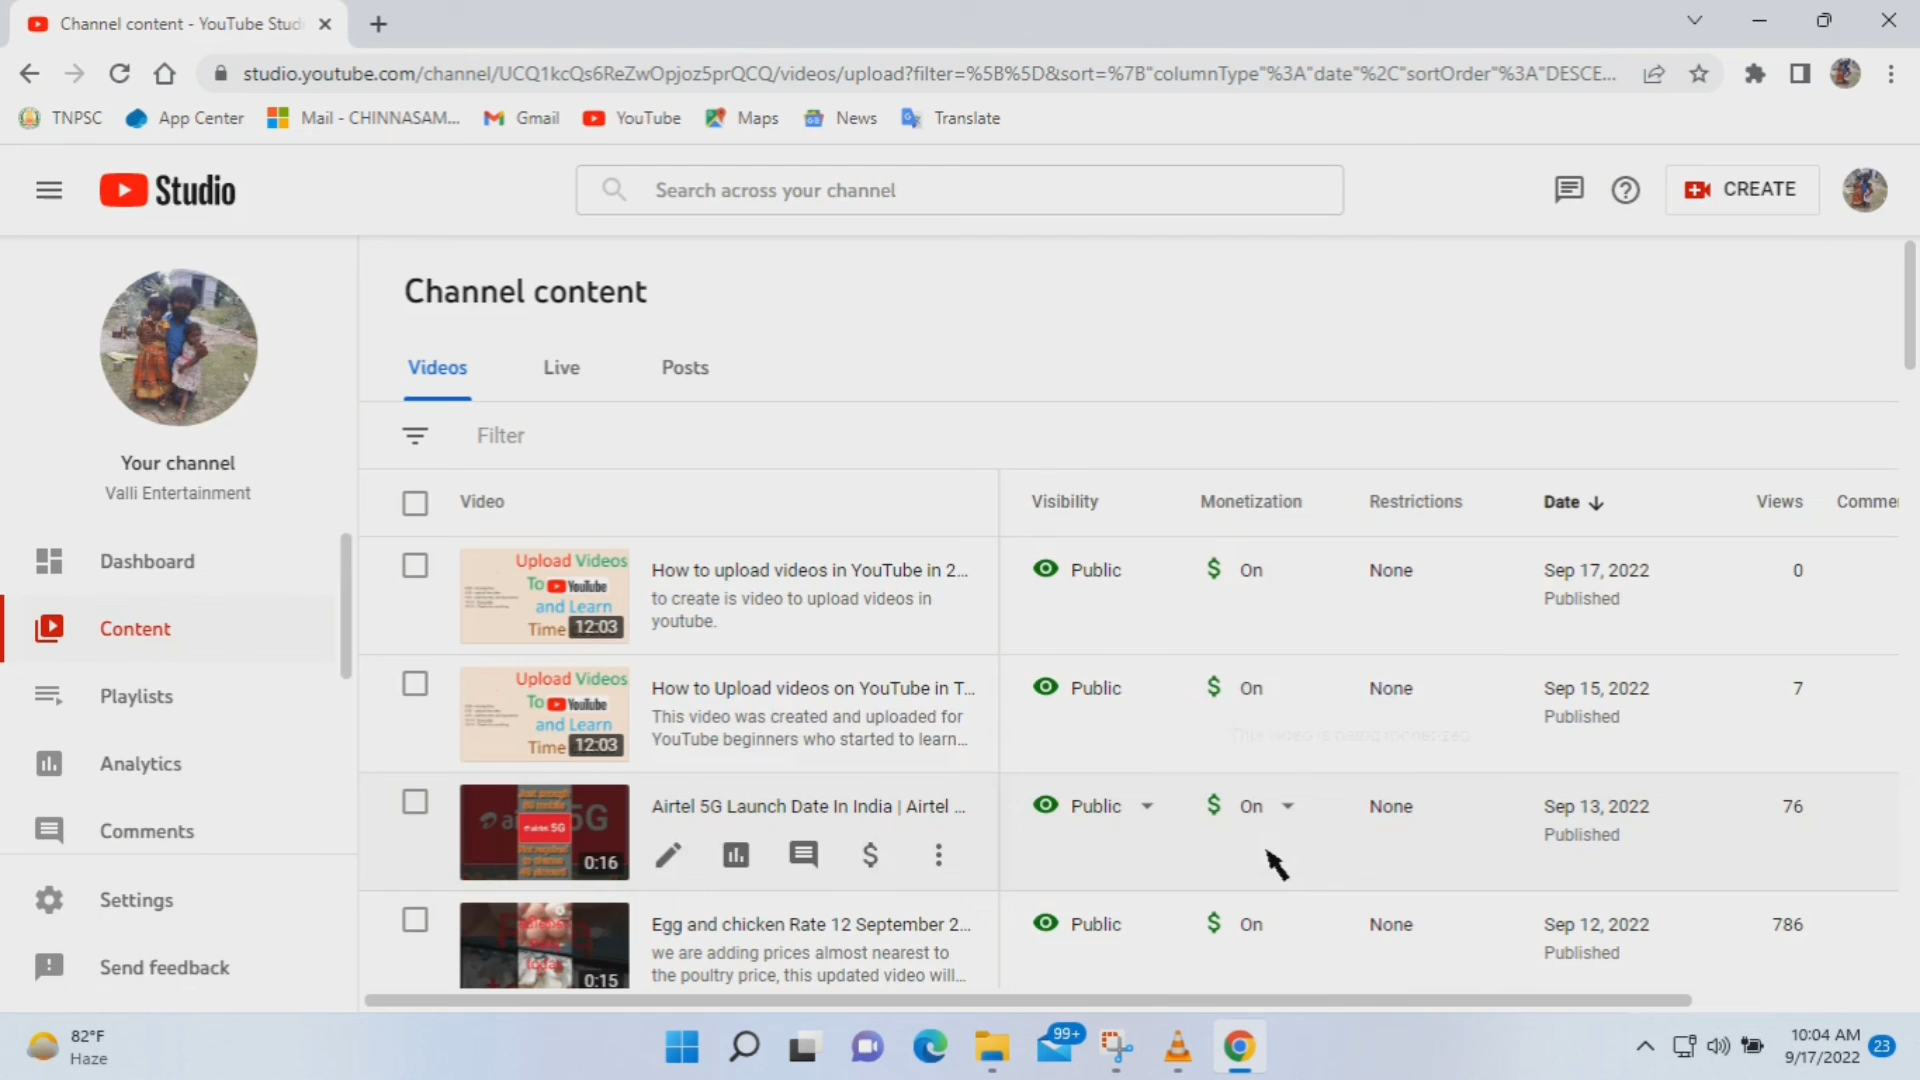 Channel content - YouTube Stud
studio.youtube.com/channel/UCQ1kcQs6ReZwOpjoz5prQCQ/videos/upload?filter=%5B%5D&sort=%7B"columnType"%3A"date"%2C"sortOrder"%3A"DESCE...
TNPSC App Center Mail - CHINNASAM... Gmail YouTube Maps News Translate
Studio
Search across your channel
CREATE
Channel content
Videos Live Posts
Filter
Your channel
Valli Entertainment
Dashboard
Content
Playlists
Analytics
Comments
Settings
Send feedback
Video Visibility Monetization Restrictions Date Views Comme
Upload Videos
To YouTube
and Learn
Time 12:03
How to upload videos in YouTube in 2...
to create is video to upload videos in
youtube.
Public $ On None Sep 17, 2022 0
Published
Upload Videos
To YouTube
and Learn
Time 12:03
How to Upload videos on YouTube in T...
This video was created and uploaded for
YouTube beginners who started to learn...
Public $ On None Sep 15, 2022 7
Published
This video is being monetized
5G
0:16
Airtel 5G Launch Date In India | Airtel ...
Public $ On None Sep 13, 2022 76
Published
today
0:15
Egg and chicken Rate 12 September 2...
we are adding prices almost nearest to
the poultry price, this updated video will...
Public $ On None Sep 12, 2022 786
Published
82°F
Haze
99+
10:04 AM
9/17/2022
23